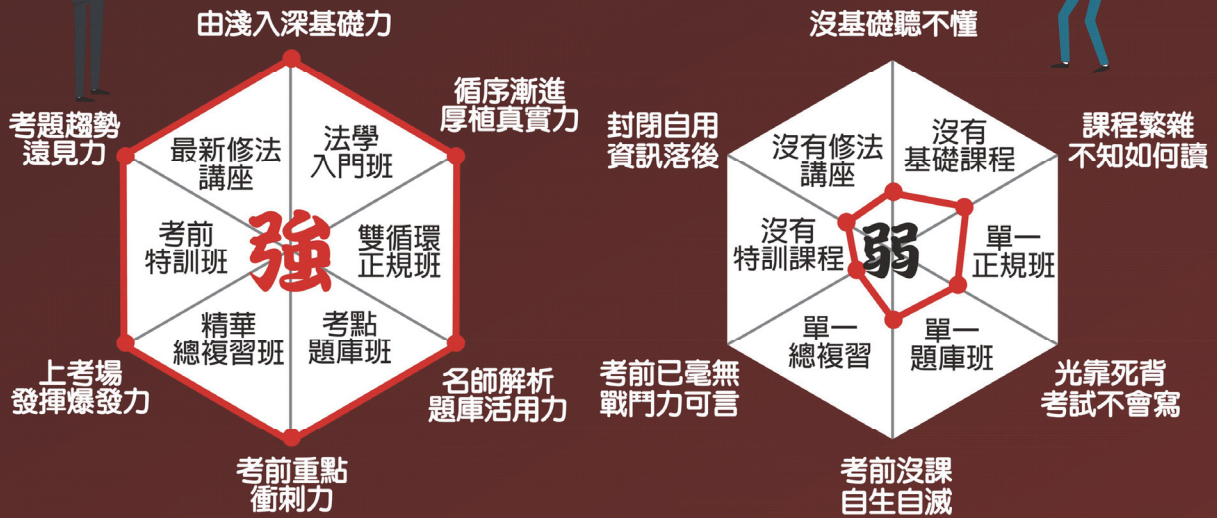 由淺入深基礎力
循序漸進
厚植真實力
考題趨勢
遠見力
最新修法
講座
法學
入門班
考前
特訓班
強
雙循環
正規班
精華
總複習班
考點
題庫班
上考場
發揮爆發力
名師解析
題庫活用力
考前重點
衝刺力
沒基礎聽不懂
封閉自用
資訊落後
課程繁雜
不知如何讀
沒有修法
講座
沒有
基礎課程
沒有
特訓課程
弱
單一
正規班
單一
總複習
單一
題庫班
考前已毫無
戰鬥力可言
光靠死背
考試不會寫
考前沒課
自生自滅